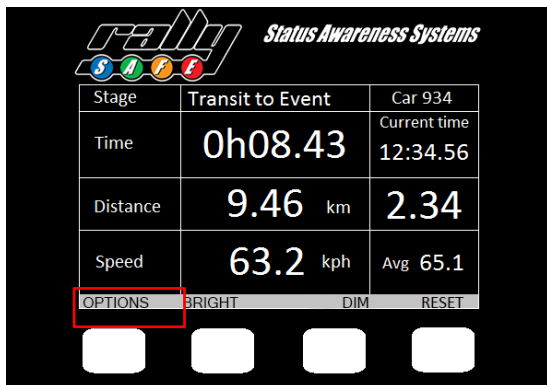 rally Status Awareness Systems
SAFE
Stage Transit to Event Car 934
Time 0h08.43 Current time 12:34.56
Distance 9.46 km 2.34
Speed 63.2 kph Avg 65.1
OPTIONS BRIGHT DIM RESET